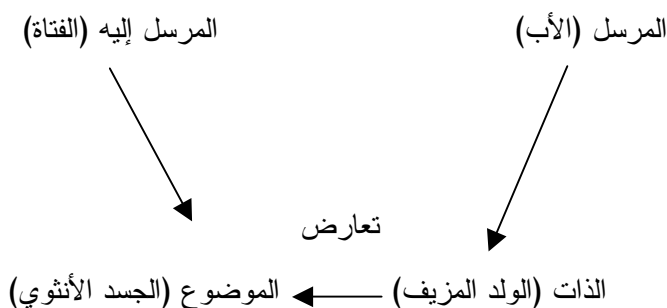 المرسل (الأب) المرسل إليه (الفتاة)
تعارض
الذات (الولد المزيف) الموضوع (الجسد الأنثوي)